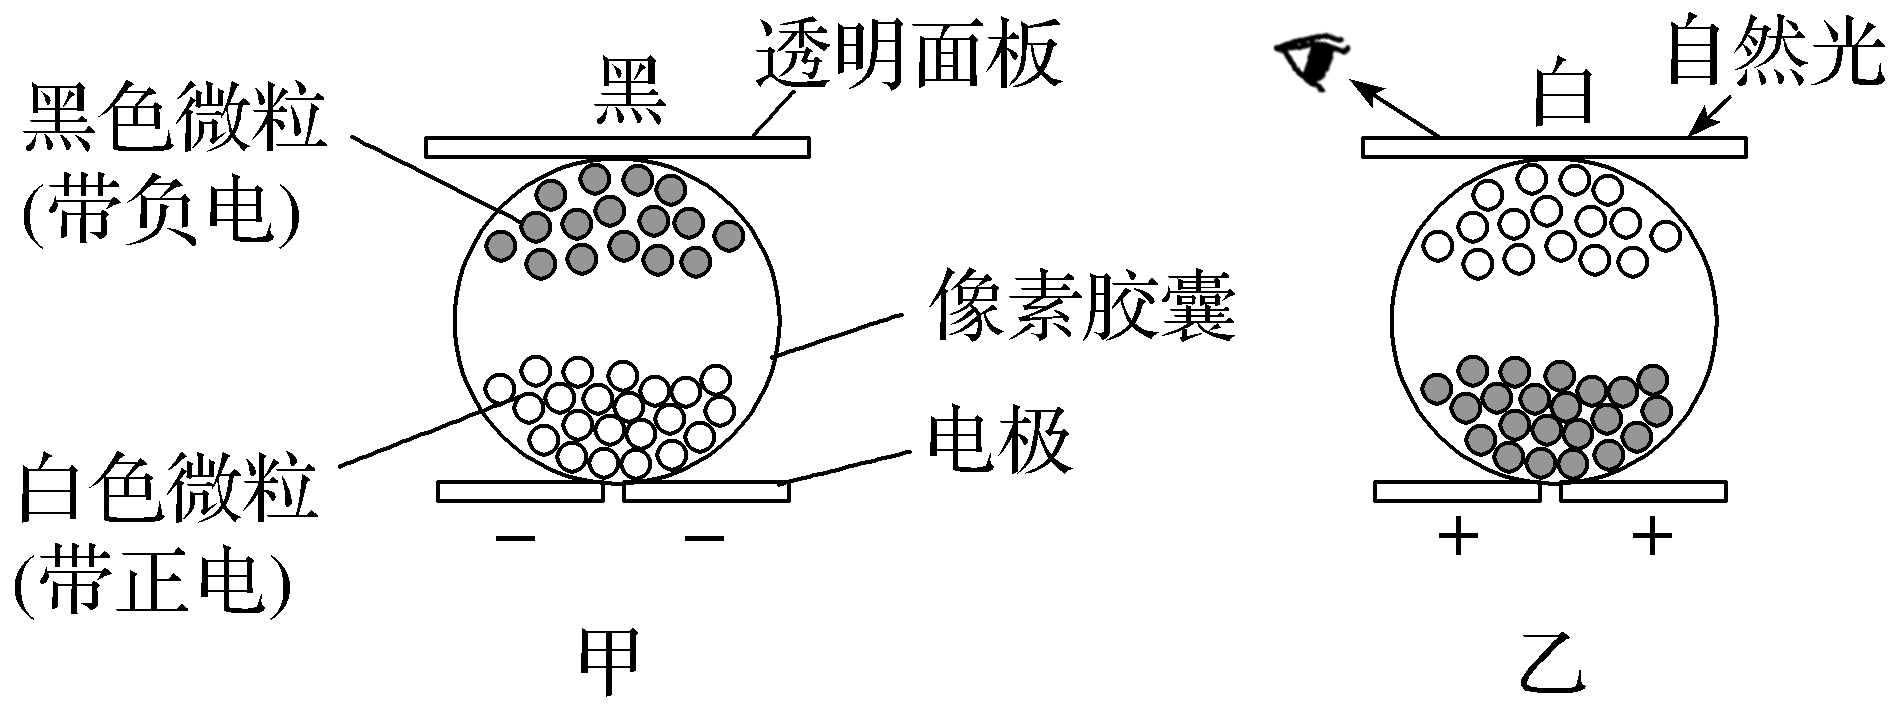 黑色微粒
(带负电)
黑
透明面板
白
自然光
像素胶囊
电极
白色微粒
(带正电)
－ －
+ +
甲
乙